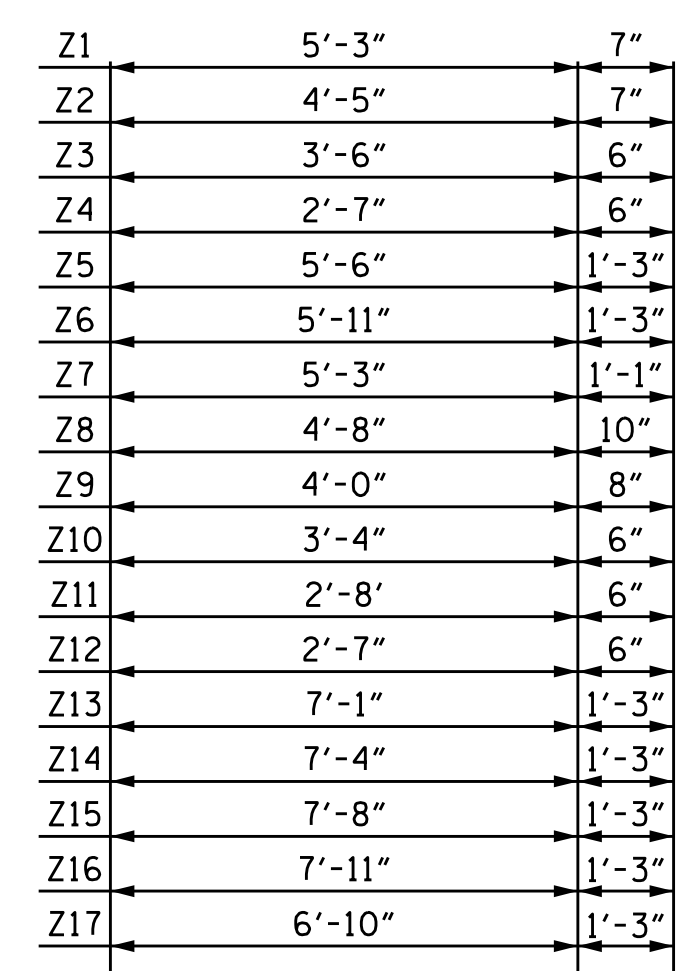 Z1 5'-3" 7"
Z2 4'-5" 7"
Z3 3'-6" 6"
Z4 2'-7" 6"
Z5 5'-6" 1'-3"
Z6 5'-11" 1'-3"
Z7 5'-3" 1'-1"
Z8 4'-8" 10"
Z9 4'-0" 8"
Z10 3'-4" 6"
Z11 2'-8' 6"
Z12 2'-7" 6"
Z13 7'-1" 1'-3"
Z14 7'-4" 1'-3"
Z15 7'-8" 1'-3"
Z16 7'-11" 1'-3"
Z17 6'-10" 1'-3"